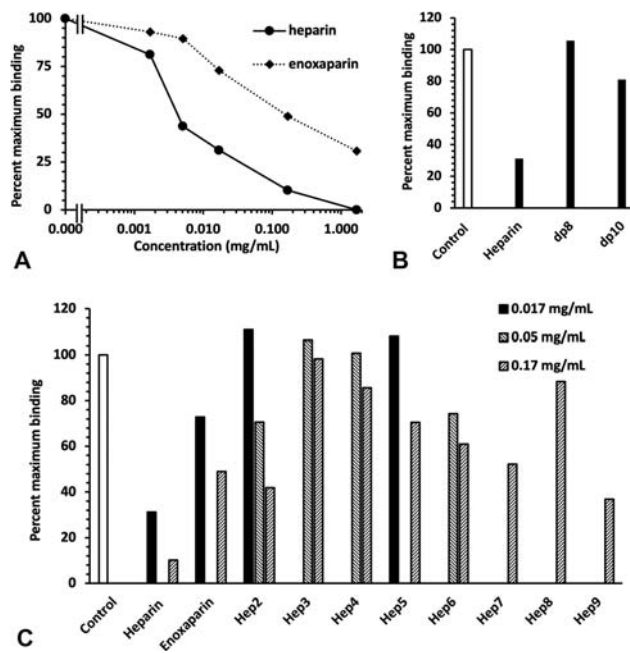 Percent maximum binding
100
75
50
25
0
heparin
enoxaparin
0.000 0.001 0.010 0.100 1.000
Concentration (mg/mL)
A
Percent maximum binding
120
100
80
60
40
20
0
Control
Heparin
dp8
dp10
B
Percent maximum binding
120
100
80
60
40
20
0
0.017 mg/mL
0.05 mg/mL
0.17 mg/mL
Control
Heparin
Enoxaparin
Hep2
Hep3
Hep4
Hep5
Hep6
Hep7
Hep8
Hep9
C